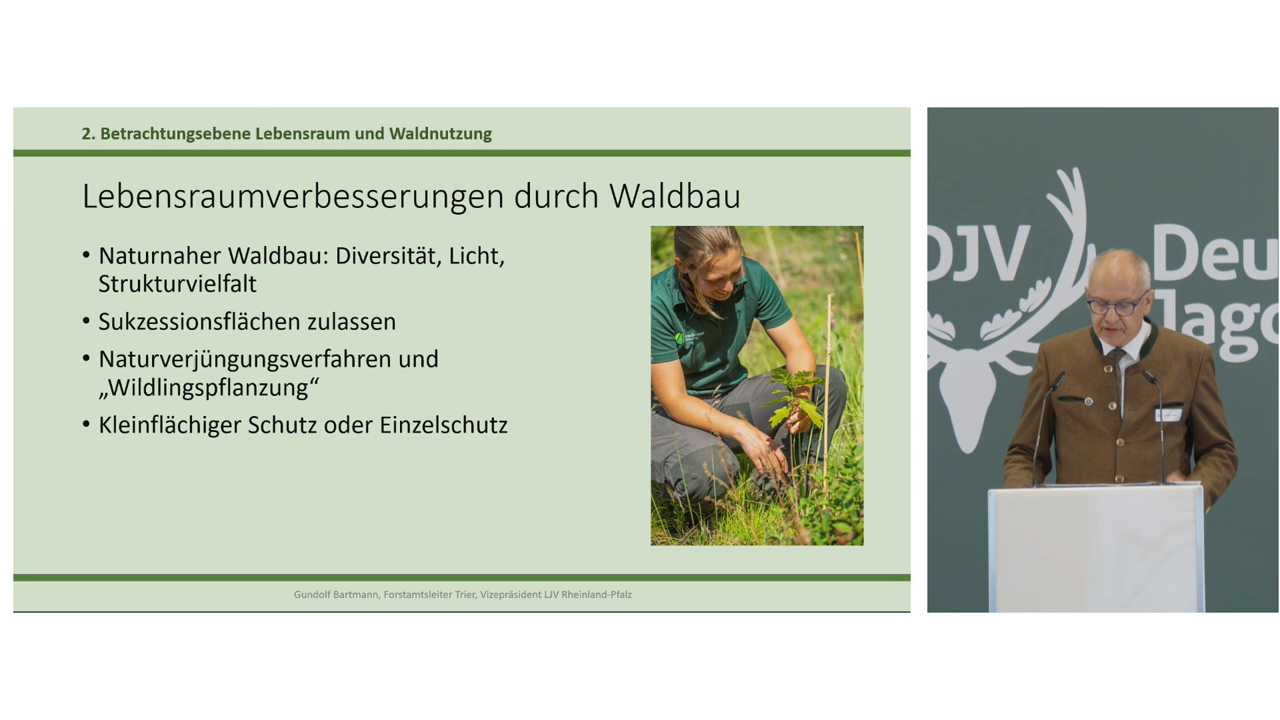 2. Betrachtungsebene Lebensraum und Waldnutzung
Lebensraumverbesserungen durch Waldbau
• Naturnaher Waldbau: Diversität, Licht,
Strukturvielfalt
• Sukzessionsflächen zulassen
• Naturverjüngungsverfahren und
„Wildlingspflanzung“
• Kleinflächiger Schutz oder Einzelschutz
Gundolf Bartmann, Forstamtsleiter Trier, Vizepräsident LJV Rheinland-Pfalz
DJV
Deu
Jagd